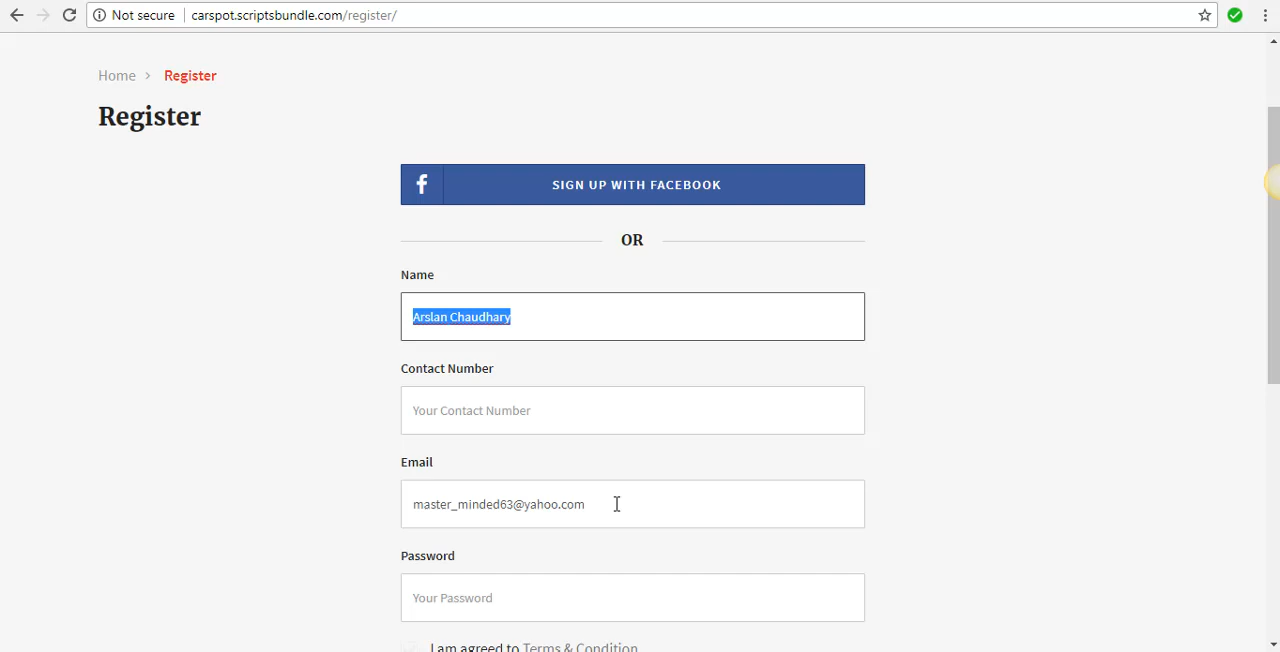 Not secure carspot.scriptsbundle.com/register/
Home > Register
Register
f SIGN UP WITH FACEBOOK
OR
Name
Arslan Chaudhary
Contact Number
Your Contact Number
Email
master_minded63@yahoo.com
Password
Your Password
I am agreed to Terms & Condition